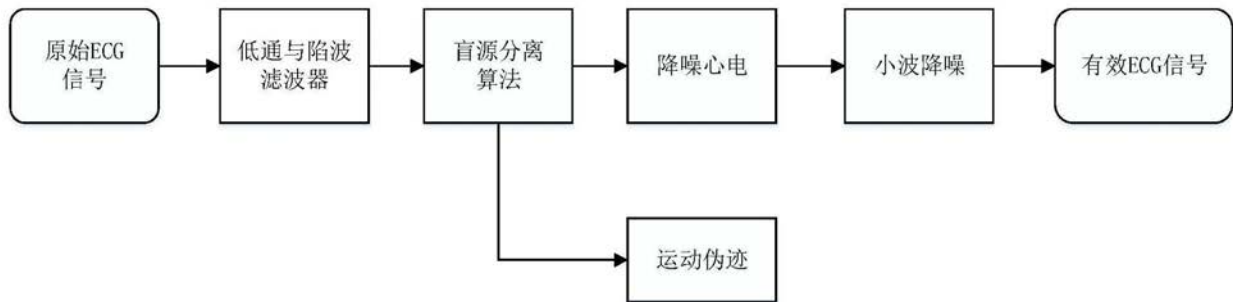 原始ECG
信号
低通与陷波
滤波器
盲源分离
算法
降噪心电
小波降噪
有效ECG信号
运动伪迹